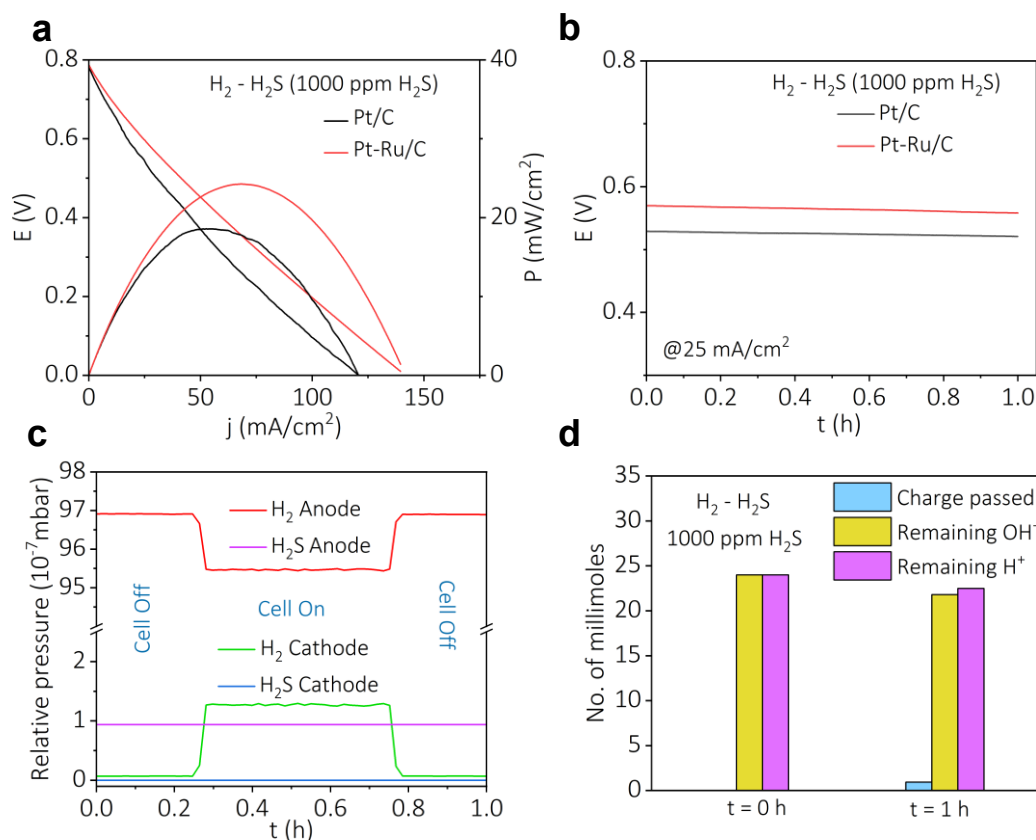 a
H₂ - H₂S (1000 ppm H₂S)
Pt/C
Pt-Ru/C
E (V)
0.8
0.6
0.4
0.2
0.0
P (mW/cm²)
40
20
0
0 50 100 150
j (mA/cm²)
b
H₂ - H₂S (1000 ppm H₂S)
Pt/C
Pt-Ru/C
E (V)
0.8
0.6
0.4
@25 mA/cm²
0.0 0.2 0.4 0.6 0.8 1.0
t (h)
c
Relative pressure (10⁻⁷mbar)
98
97
96
95
2
1
0
H₂ Anode
H₂S Anode
Cell Off
Cell On
Cell Off
H₂ Cathode
H₂S Cathode
0.0 0.2 0.4 0.6 0.8 1.0
t (h)
d
No. of millimoles
35
30
25
20
15
10
5
0
H₂ - H₂S
1000 ppm H₂S
Charge passed
Remaining OH⁻
Remaining H⁺
t = 0 h t = 1 h